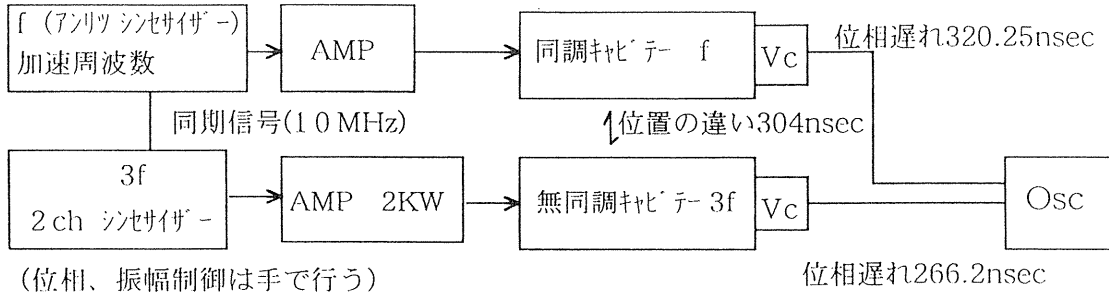 f (アンリツ シンセサイザー)
加速周波数
AMP
同調キャビテー f
Vc
位相遅れ320.25nsec
同期信号(10MHz)
位置の違い304nsec
3f
2ch シンセサイザー
AMP 2KW
無同調キャビテー3f
Vc
Osc
(位相、振幅制御は手で行う)
位相遅れ266.2nsec